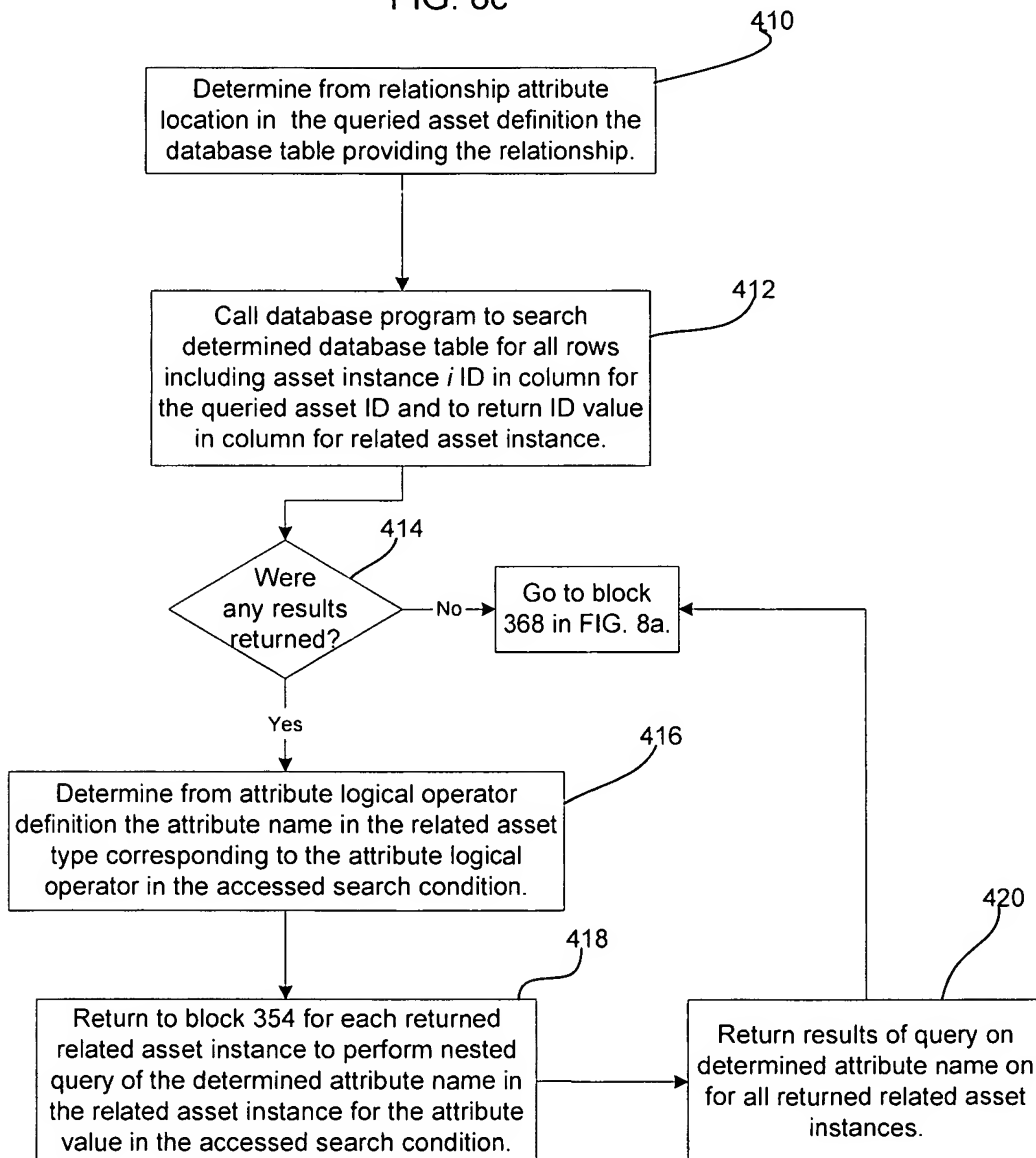 FIG. 8c
410
Determine from relationship attribute
location in the queried asset definition the
database table providing the relationship.
412
Call database program to search
determined database table for all rows
including asset instance i ID in column for
the queried asset ID and to return ID value
in column for related asset instance.
414
Were
any results
returned?
No
Go to block
368 in FIG. 8a.
Yes
416
Determine from attribute logical operator
definition the attribute name in the related asset
type corresponding to the attribute logical
operator in the accessed search condition.
418
Return to block 354 for each returned
related asset instance to perform nested
query of the determined attribute name in
the related asset instance for the attribute
value in the accessed search condition.
420
Return results of query on
determined attribute name on
for all returned related asset
instances.